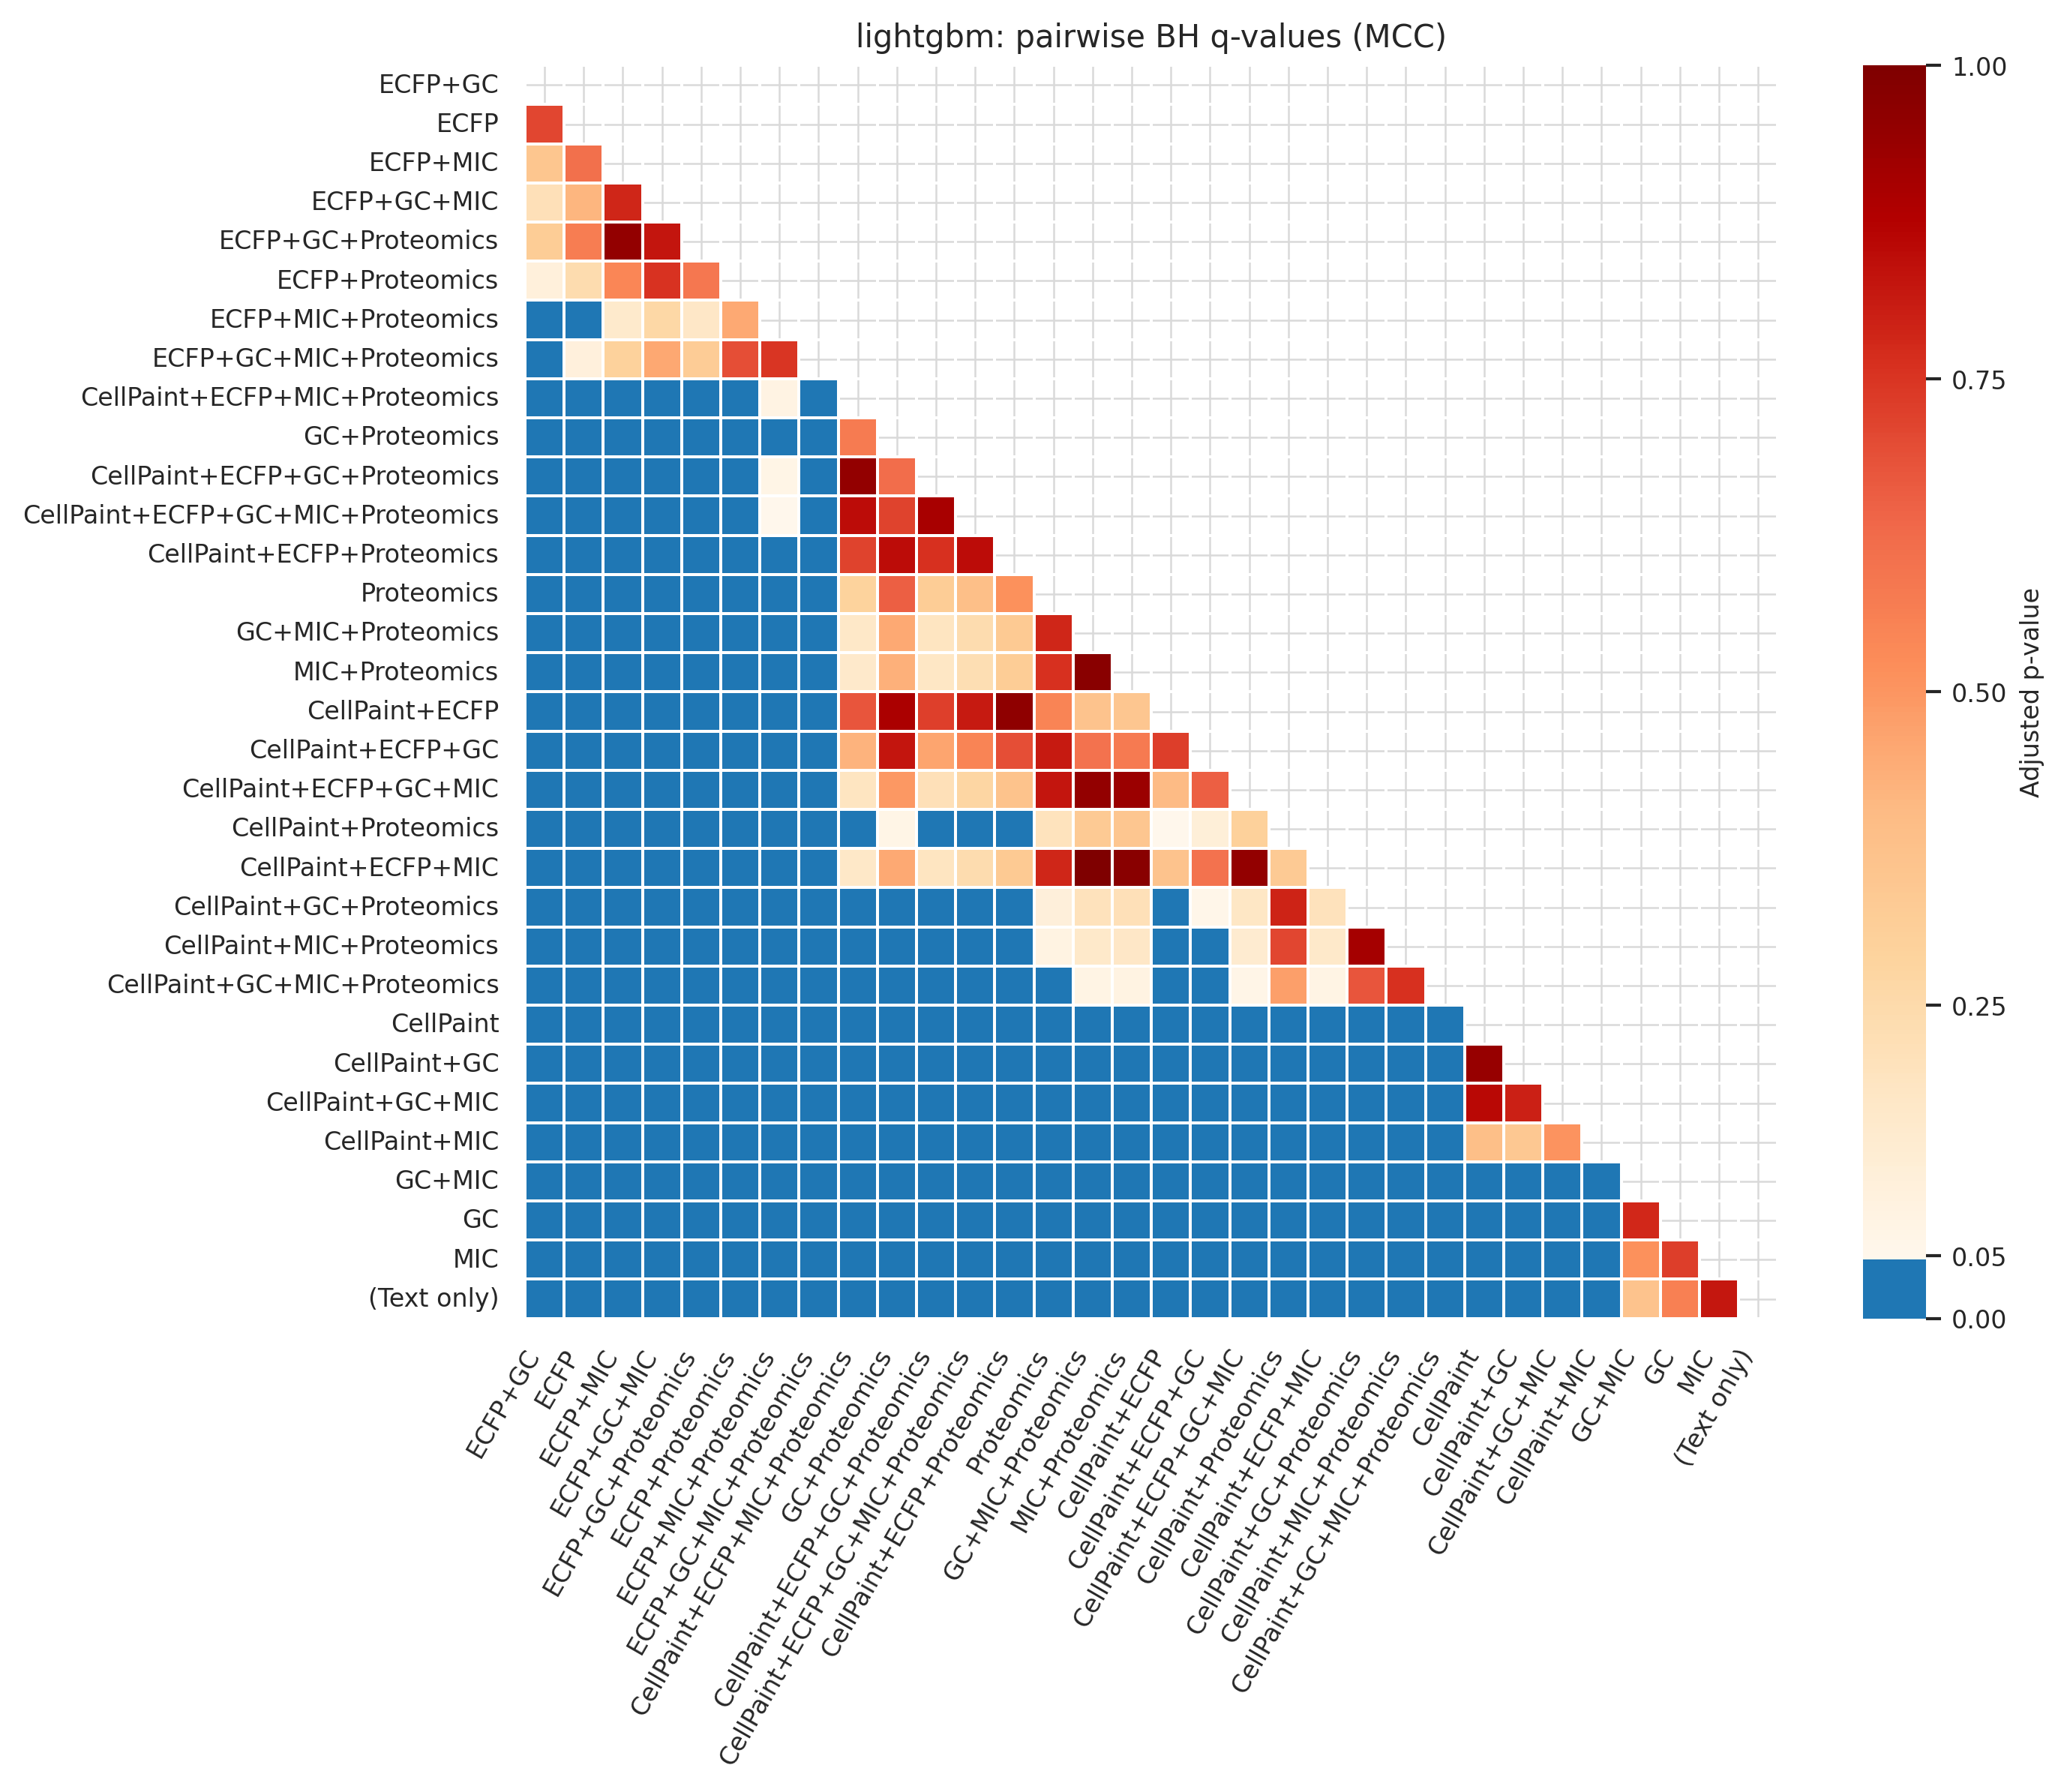 lightgbm: pairwise BH q-values (MCC)
ECFP+GC
ECFP
ECFP+MIC
ECFP+GC+MIC
ECFP+GC+Proteomics
ECFP+Proteomics
ECFP+MIC+Proteomics
ECFP+GC+MIC+Proteomics
CellPaint+ECFP+MIC+Proteomics
GC+Proteomics
CellPaint+ECFP+GC+Proteomics
CellPaint+ECFP+GC+MIC+Proteomics
CellPaint+ECFP+Proteomics
Proteomics
GC+MIC+Proteomics
MIC+Proteomics
CellPaint+ECFP
CellPaint+ECFP+GC
CellPaint+ECFP+GC+MIC
CellPaint+Proteomics
CellPaint+ECFP+MIC
CellPaint+GC+Proteomics
CellPaint+MIC+Proteomics
CellPaint+GC+MIC+Proteomics
CellPaint
CellPaint+GC
CellPaint+GC+MIC
CellPaint+MIC
GC+MIC
GC
MIC
(Text only)
ECFP+GC
ECFP
ECFP+MIC
ECFP+GC+MIC
ECFP+GC+Proteomics
ECFP+Proteomics
ECFP+MIC+Proteomics
ECFP+GC+MIC+Proteomics
CellPaint+ECFP+MIC+Proteomics
GC+Proteomics
CellPaint+ECFP+GC+Proteomics
CellPaint+ECFP+GC+MIC+Proteomics
CellPaint+ECFP+Proteomics
Proteomics
GC+MIC+Proteomics
MIC+Proteomics
CellPaint+ECFP
CellPaint+ECFP+GC
CellPaint+ECFP+GC+MIC
CellPaint+Proteomics
CellPaint+ECFP+MIC
CellPaint+GC+Proteomics
CellPaint+MIC+Proteomics
CellPaint+GC+MIC+Proteomics
CellPaint
CellPaint+GC
CellPaint+GC+MIC
CellPaint+MIC
GC+MIC
GC
MIC
(Text only)
1.00
0.75
0.50
0.25
0.05
0.00
Adjusted p-value